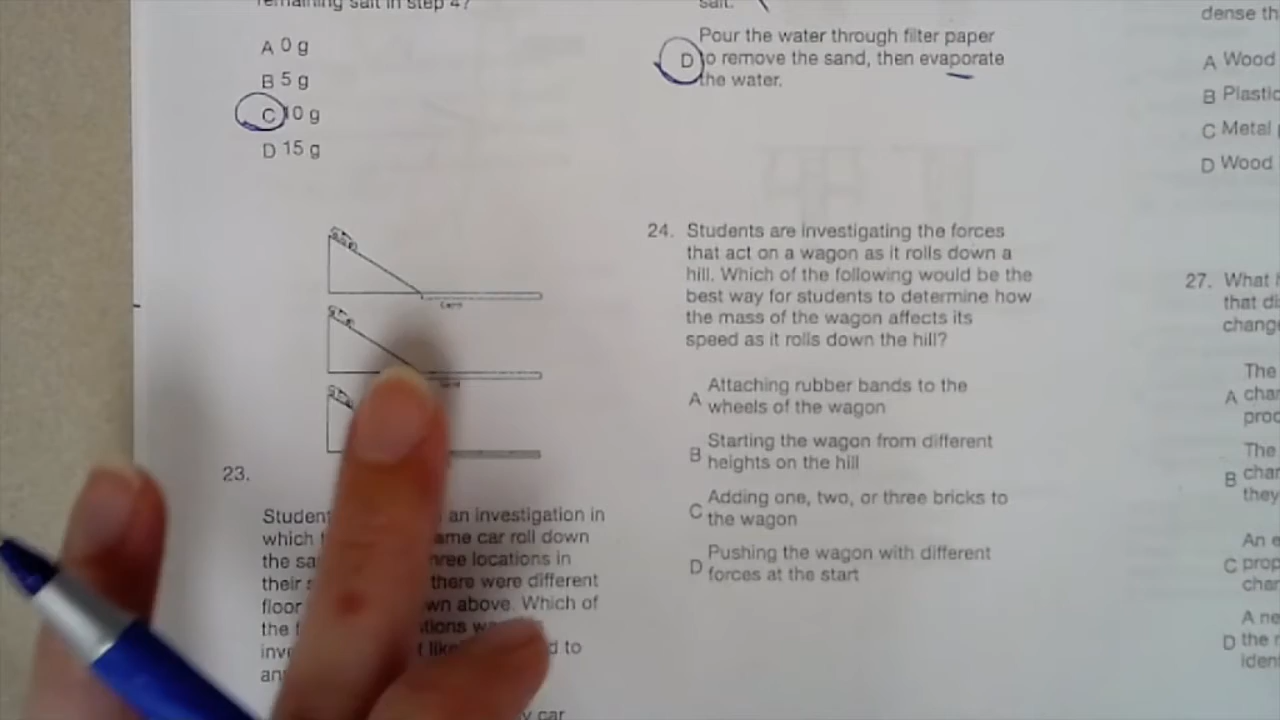 remaining salt in step 4?
A 0 g
B 5 g
C 10 g
D 15 g
23.
Student an investigation in
which ame car roll down
the sa hree locations in
their there were different
floor wn above. Which of
the
d to
car
salt.
Pour the water through filter paper
D to remove the sand, then evaporate
the water.
24. Students are investigating the forces
that act on a wagon as it rolls down a
hill. Which of the following would be the
best way for students to determine how
the mass of the wagon affects its
speed as it rolls down the hill?
A Attaching rubber bands to the
wheels of the wagon
B Starting the wagon from different
heights on the hill
C Adding one, two, or three bricks to
the wagon
D Pushing the wagon with different
forces at the start
dense th
A Wood
B Plastic
C Metal
D Wood
27. What
that di
change
The
A char
proc
The
B char
they
An e
C prop
char
A ne
D the r
iden